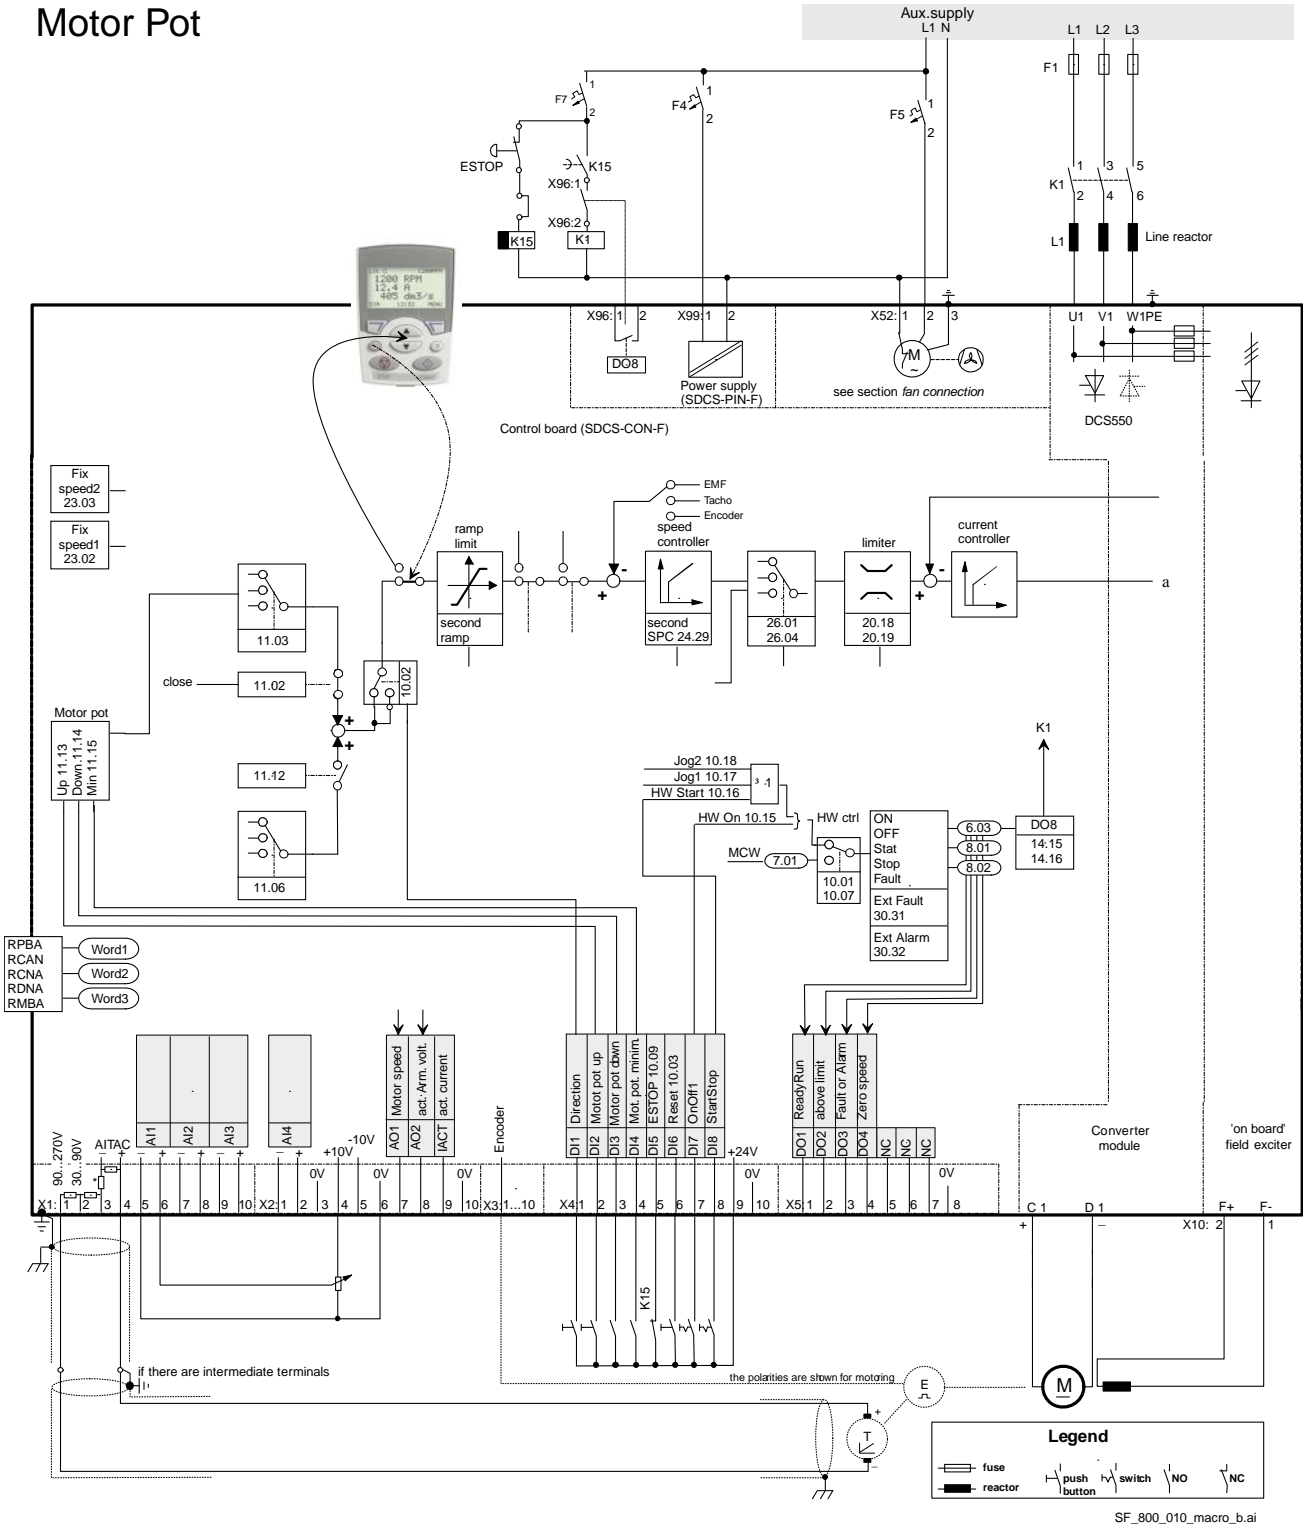 Motor Pot
Aux.supply
L1 N
L1 L2 L3
F1
F7 1 2
F4 1 2
F5 1 2
ESTOP
K15
X96:1
X96:2
K15
K1
K1 1 2 3 4 5 6
L1 Line reactor
1200 RPM
12.4 A
405 dm3/s
X96: 1 2
X99:1 2
X52: 1 2 3
U1 V1 W1PE
DO8
M ~
Power supply
(SDCS-PIN-F)
see section fan connection
DCS550
Control board (SDCS-CON-F)
Fix
speed2
23.03
Fix
speed1
23.02
EMF
Tacho
Encoder
ramp
limit
speed
controller
limiter
current
controller
- +
- +
a
second
ramp
second
SPC 24.29
26.01
26.04
20.18
20.19
11.03
close
11.02
10.02
Motor pot
Up 11.13
Down.11.14
Min 11.15
+
+
11.12
11.06
K1
Jog2 10.18
Jog1 10.17
HW Start 10.16
³ 1
HW On 10.15
} HW ctrl
MCW 7.01
10.01
10.07
ON
OFF
Stat
Stop
Fault
Ext Fault
30.31
Ext Alarm
30.32
6.03
8.01
8.02
DO8
14.15
14.16
RPBA
RCAN
RCNA
RDNA
RMBA
Word1
Word2
Word3
90...270V
30...90V
AITAC
− +
AI1
− +
AI2
− +
AI3
− +
AI4
− +
+10V
-10V
0V
AO1 Motor speed
AO2 act. Arm. volt.
IACT act. current
0V
0V
Encoder
DI1 Direction
DI2 Motot pot up
DI3 Motor pot down
DI4 Mot. pot. minim.
DI5 ESTOP 10.09
DI6 Reset 10.03
DI7 OnOff1
DI8 StartStop
+24V
0V
DO1 ReadyRun
DO2 above limit
DO3 Fault or Alarm
DO4 Zero speed
NC
NC
NC
0V
Converter
module
'on board'
field exciter
*
X1: 1 2 3 4 5 6 7 8 9 10
X2: 1 2 3 4 5 6 7 8 9 10
X3:1...10
X4:1 2 3 4 5 6 7 8 9 10
X5: 1 2 3 4 5 6 7 8
C 1 D 1
+ −
F+ F-
X10: 2 1
K15
if there are intermediate terminals
the polarities are shown for motoring
E
M
T
+
−
Legend
fuse
reactor
push
button
switch
NO
NC
SF_800_010_macro_b.ai